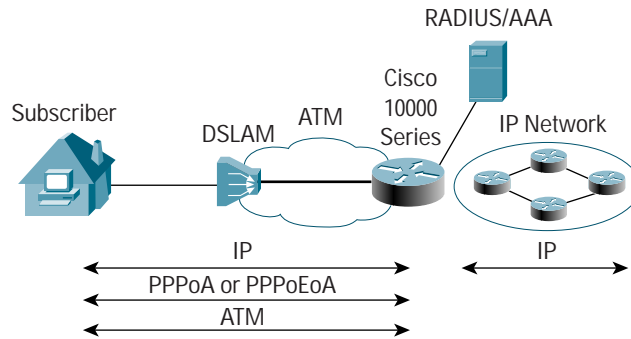 RADIUS/AAA
Cisco
10000
Series
Subscriber
ATM
DSLAM
IP Network
IP
IP
PPPoA or PPPoEoA
ATM